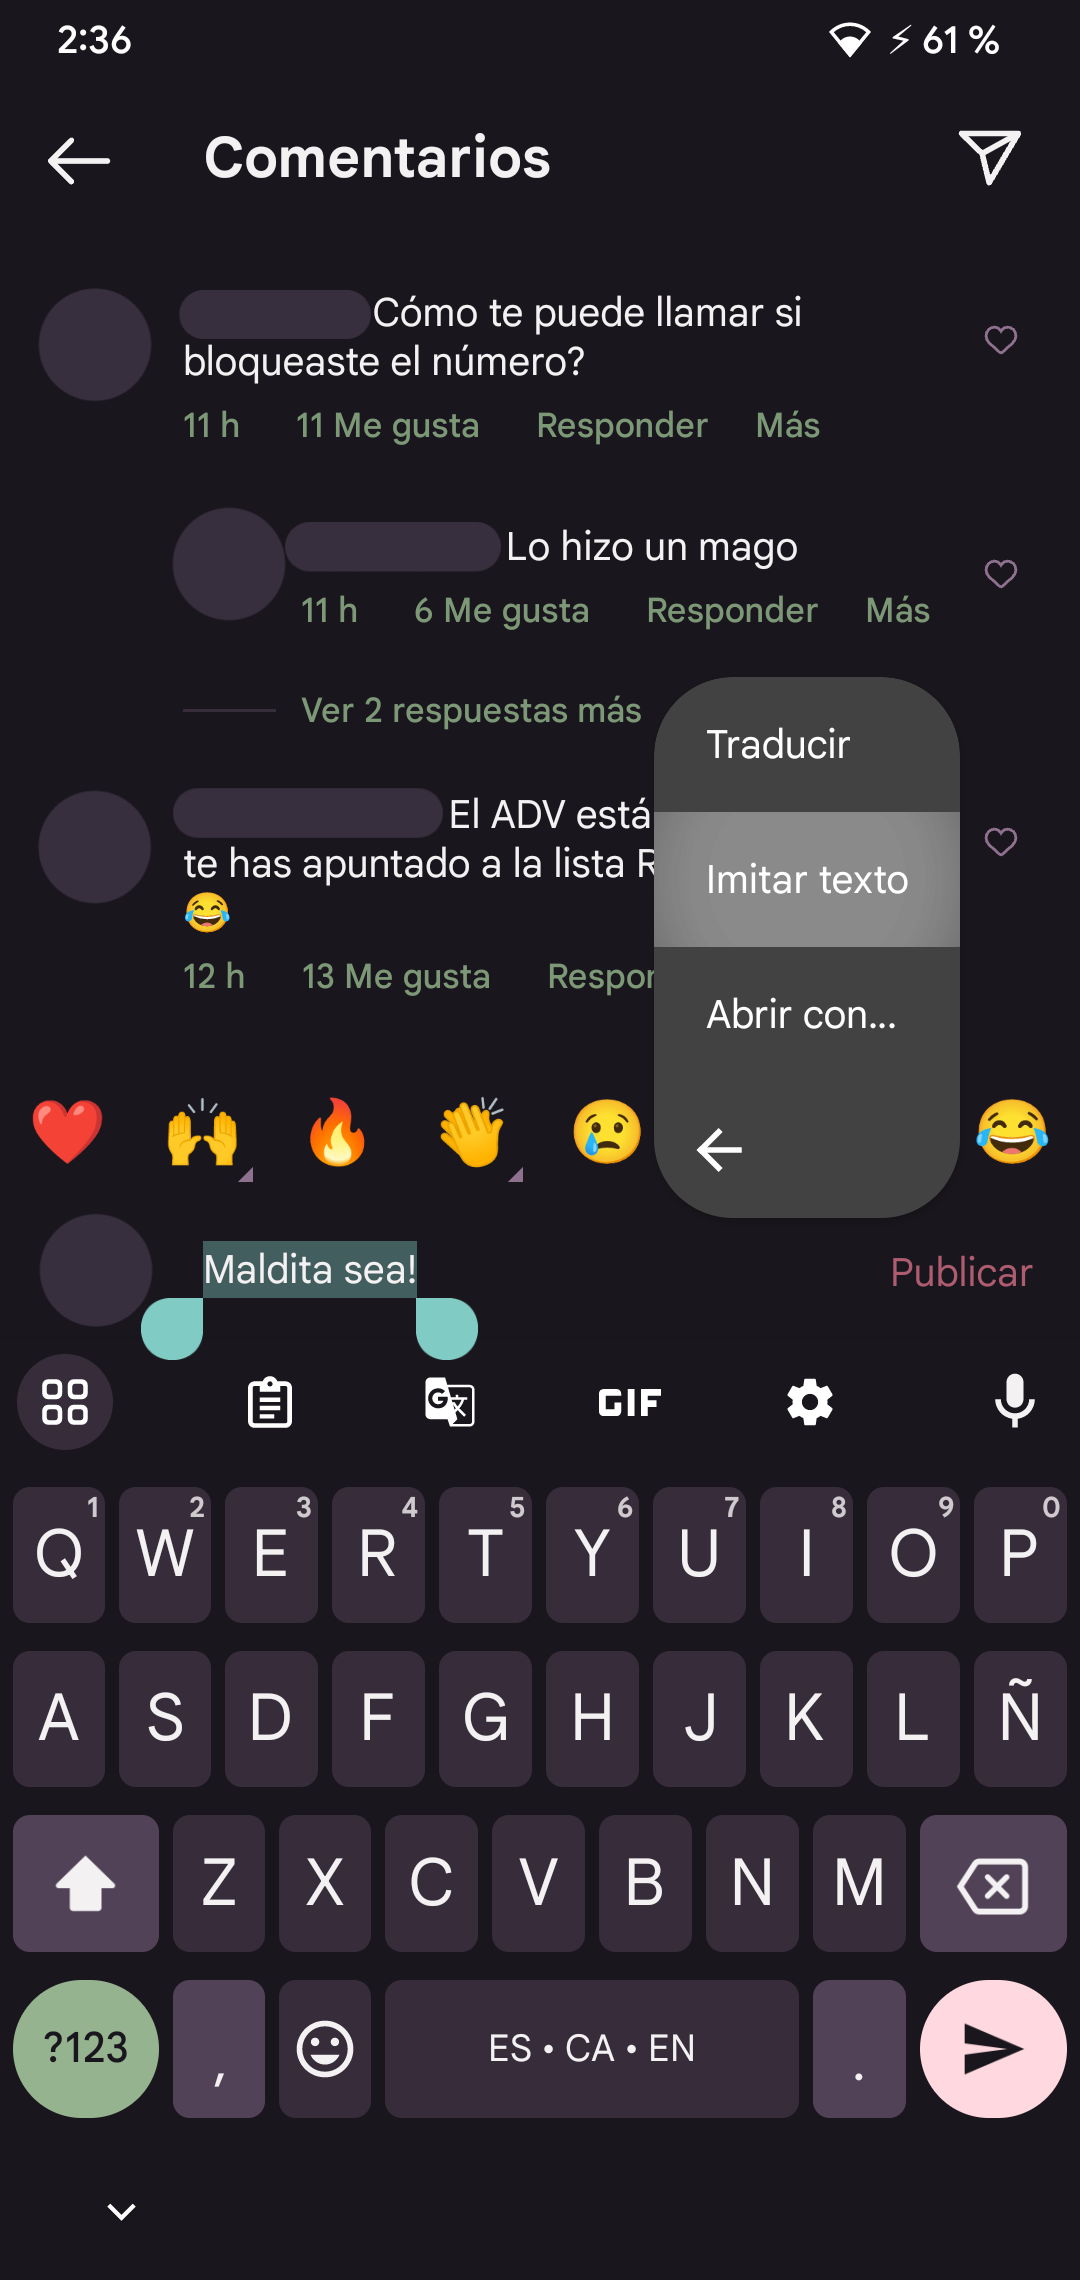 2:36
61 %
Comentarios
Cómo te puede llamar si
bloqueaste el número?
11 h 11 Me gusta Responder Más
Lo hizo un mago
11 h 6 Me gusta Responder Más
Ver 2 respuestas más
Traducir
El ADV está
te has apuntado a la lista
Imitar texto
12 h 13 Me gusta Respon
Abrir con...
Maldita sea!
Publicar
GIF
1 2 3 4 5 6 7 8 9 0
Q W E R T Y U I O P
A S D F G H J K L Ñ
Z X C V B N M
?123 , ES • CA • EN .